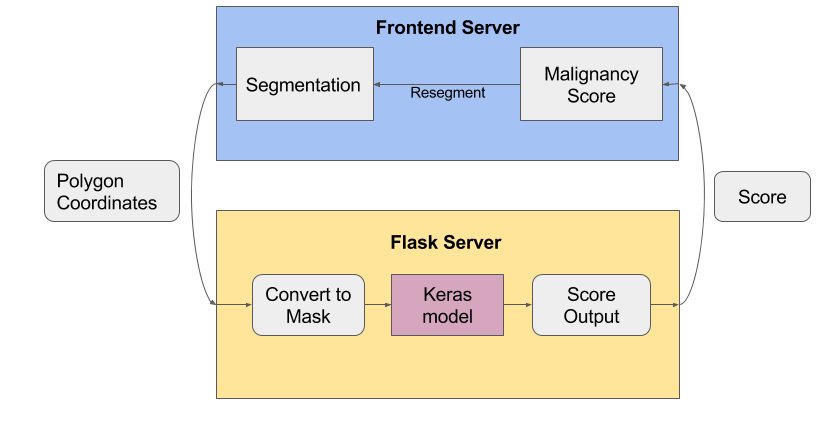 Frontend Server
Segmentation
Resegment
Malignancy
Score
Polygon
Coordinates
Score
Flask Server
Convert to
Mask
Keras
model
Score
Output